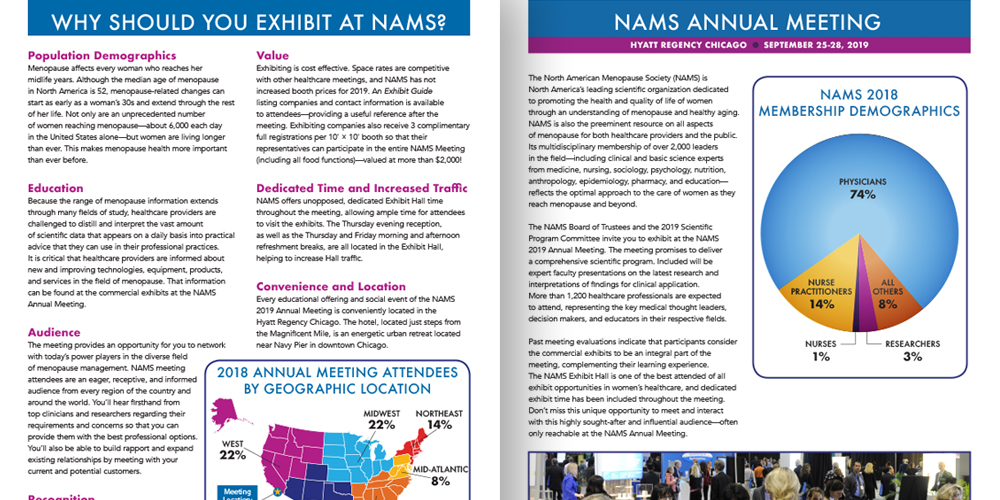 WHY SHOULD YOU EXHIBIT AT NAMS?
Population Demographics
Menopause affects every woman who reaches her
midlife years. Although the median age of menopause
in North America is 52, menopause-related changes can
start as early as a woman's 30s and extend through the rest
of her life. Not only are an unprecedented number
of women reaching menopause—about 6,000 each day
in the United States alone—but women are living longer
than ever. This makes menopause health more important
than ever before.
Education
Because the range of menopause information extends
through many fields of study, healthcare providers are
challenged to distill and interpret the vast amount
of scientific data that appears on a daily basis into practical
advice that they can use in their professional practices.
It is critical that healthcare providers are informed about
new and improving technologies, equipment, products,
and services in the field of menopause. That information
can be found at the commercial exhibits at the NAMS
Annual Meeting.
Audience
The meeting provides an opportunity for you to network
with today's power players in the diverse field
of menopause management. NAMS meeting
attendees are an eager, receptive, and informed
audience from every region of the country and
around the world. You'll hear firsthand from
top clinicians and researchers regarding their
requirements and concerns so that you can
provide them with the best professional options.
You'll also be able to build rapport and expand
existing relationships by meeting with your
current and potential customers.
Recognition
Value
Exhibiting is cost effective. Space rates are competitive
with other healthcare meetings, and NAMS has not
increased booth prices for 2019. An Exhibit Guide
listing companies and contact information is available
to attendees—providing a useful reference after the
meeting. Exhibiting companies also receive 3 complimentary
full registrations per 10' × 10' booth so that their
representatives can participate in the entire NAMS Meeting
(including all food functions)—valued at more than $2,000!
Dedicated Time and Increased Traffic
NAMS offers unopposed, dedicated Exhibit Hall time
throughout the meeting, allowing ample time for attendees
to visit the exhibits. The Thursday evening reception,
as well as the Thursday and Friday morning and afternoon
refreshment breaks, are all located in the Exhibit Hall,
helping to increase Hall traffic.
Convenience and Location
Every educational offering and social event of the NAMS
2019 Annual Meeting is conveniently located in the
Hyatt Regency Chicago. The hotel, located just steps from
the Magnificent Mile, is an energetic urban retreat located
near Navy Pier in downtown Chicago.
2018 ANNUAL MEETING ATTENDEES
BY GEOGRAPHIC LOCATION
MIDWEST
22%
NORTHEAST
14%
WEST
22%
MID-ATLANTIC
8%
Meeting
Location
NAMS ANNUAL MEETING
HYATT REGENCY CHICAGO • SEPTEMBER 25-28, 2019
The North American Menopause Society (NAMS) is
North America's leading scientific organization dedicated
to promoting the health and quality of life of women
through an understanding of menopause and healthy aging.
NAMS is also the preeminent resource on all aspects
of menopause for both healthcare providers and the public.
Its multidisciplinary membership of over 2,000 leaders
in the field—including clinical and basic science experts
from medicine, nursing, sociology, psychology, nutrition,
anthropology, epidemiology, pharmacy, and education—
reflects the optimal approach to the care of women as they
reach menopause and beyond.
The NAMS Board of Trustees and the 2019 Scientific
Program Committee invite you to exhibit at the NAMS
2019 Annual Meeting. The meeting promises to deliver
a comprehensive scientific program. Included will be
expert faculty presentations on the latest research and
interpretations of findings for clinical application.
More than 1,200 healthcare professionals are expected
to attend, representing the key medical thought leaders,
decision makers, and educators in their respective fields.
Past meeting evaluations indicate that participants consider
the commercial exhibits to be an integral part of the
meeting, complementing their learning experience.
The NAMS Exhibit Hall is one of the best attended of all
exhibit opportunities in women's healthcare, and dedicated
exhibit time has been included throughout the meeting.
Don't miss this unique opportunity to meet and interact
with this highly sought-after and influential audience—often
only reachable at the NAMS Annual Meeting.
NAMS 2018
MEMBERSHIP DEMOGRAPHICS
PHYSICIANS
74%
NURSE
PRACTITIONERS
14%
ALL
OTHERS
8%
NURSES
1%
RESEARCHERS
3%